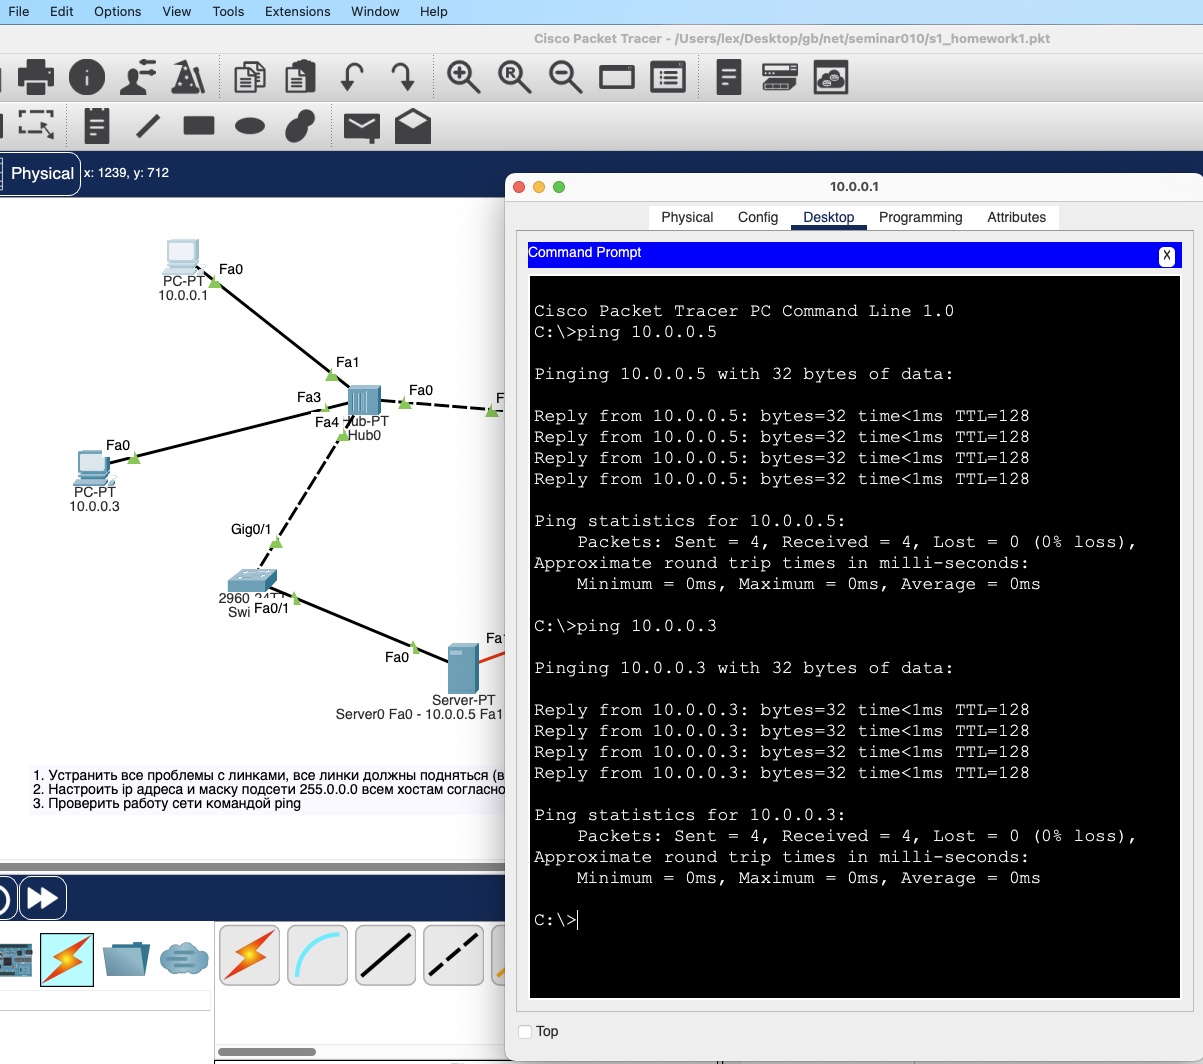 File Edit Options View Tools Extensions Window Help
Cisco Packet Tracer - /Users/lex/Desktop/gb/net/seminar010/s1_homework1.pkt
R
Physical x: 1239, y: 712
10.0.0.1
Physical Config Desktop Programming Attributes
Command Prompt
X
PC-PT
10.0.0.1
Fa0
Fa1
Fa3
Fa4
Fa0
F
Hub-PT
Hub0
Fa0
PC-PT
10.0.0.3
Gig0/1
2960
Swi
Fa0/1
Fa0
Fa
Server-PT
Server0 Fa0 - 10.0.0.5 Fa1
1. Устранить все проблемы с линками, все линки должны подняться (в
2. Настроить ip адреса и маску подсети 255.0.0.0 всем хостам согласно
3. Проверить работу сети командой ping
Cisco Packet Tracer PC Command Line 1.0
C:\>ping 10.0.0.5
Pinging 10.0.0.5 with 32 bytes of data:
Reply from 10.0.0.5: bytes=32 time<1ms TTL=128
Reply from 10.0.0.5: bytes=32 time<1ms TTL=128
Reply from 10.0.0.5: bytes=32 time<1ms TTL=128
Reply from 10.0.0.5: bytes=32 time<1ms TTL=128
Ping statistics for 10.0.0.5:
Packets: Sent = 4, Received = 4, Lost = 0 (0% loss),
Approximate round trip times in milli-seconds:
Minimum = 0ms, Maximum = 0ms, Average = 0ms
C:\>ping 10.0.0.3
Pinging 10.0.0.3 with 32 bytes of data:
Reply from 10.0.0.3: bytes=32 time<1ms TTL=128
Reply from 10.0.0.3: bytes=32 time<1ms TTL=128
Reply from 10.0.0.3: bytes=32 time<1ms TTL=128
Reply from 10.0.0.3: bytes=32 time<1ms TTL=128
Ping statistics for 10.0.0.3:
Packets: Sent = 4, Received = 4, Lost = 0 (0% loss),
Approximate round trip times in milli-seconds:
Minimum = 0ms, Maximum = 0ms, Average = 0ms
C:\>
Top